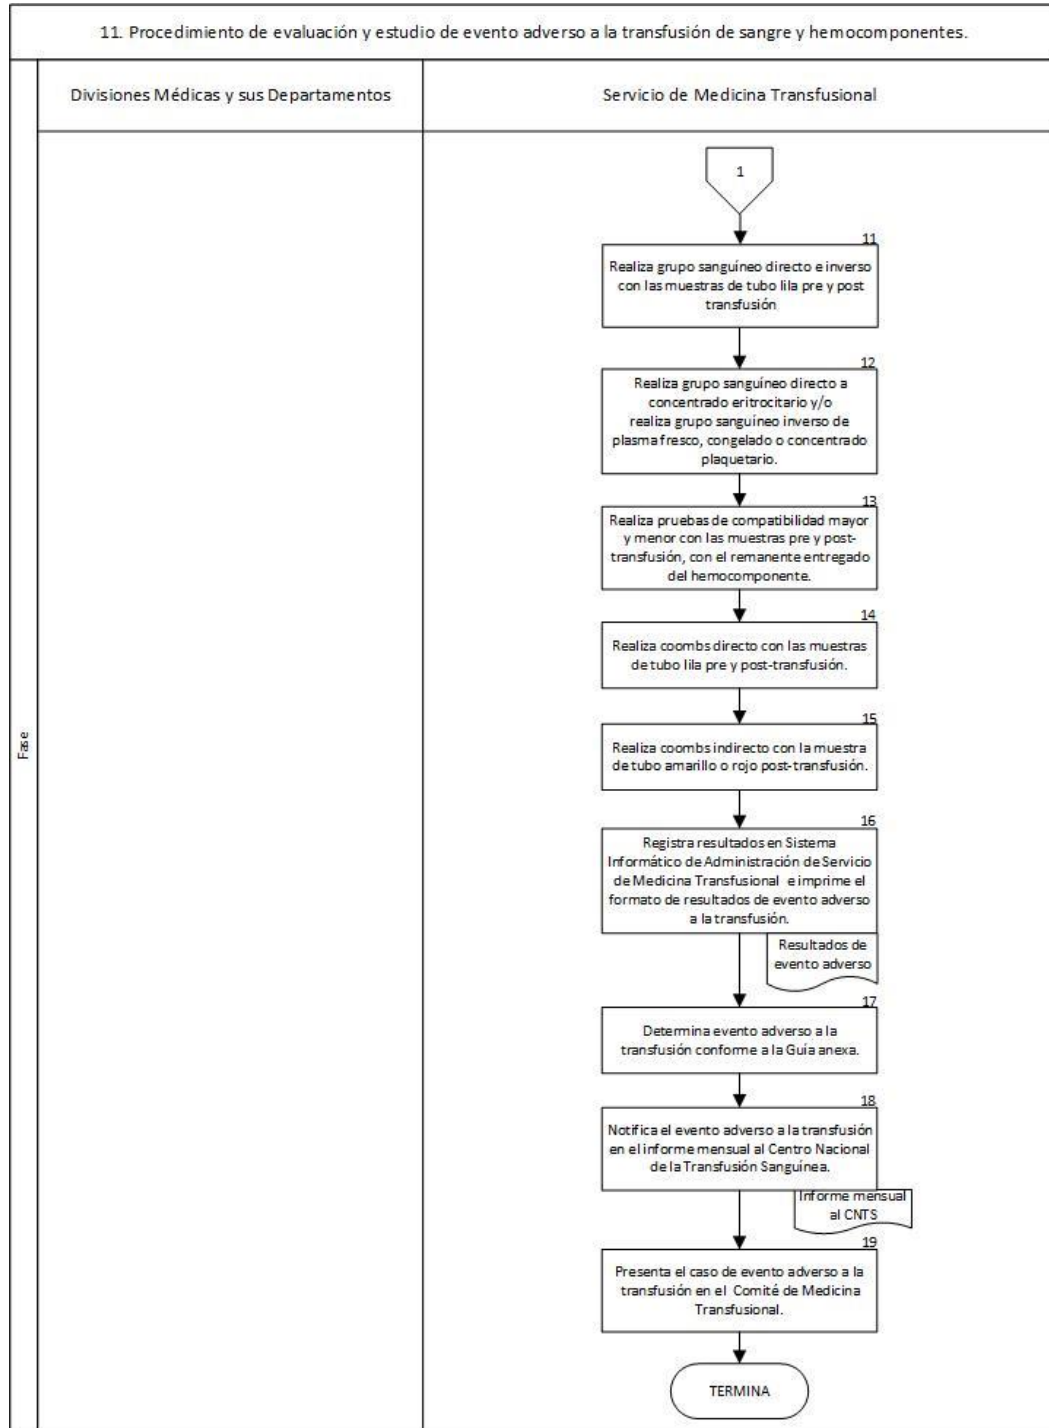 11. Procedimiento de evaluación y estudio de evento adverso a la transfusión de sangre y hemocomponentes.
Divisiones Médicas y sus Departamentos
Servicio de Medicina Transfusional
Fase
1
11
Realiza grupo sanguíneo directo e inverso
con las muestras de tubo lila pre y post
transfusión
12
Realiza grupo sanguíneo directo a
concentrado eritrocitario y/o
realiza grupo sanguíneo inverso de
plasma fresco, congelado o concentrado
plaquetario.
13
Realiza pruebas de compatibilidad mayor
y menor con las muestras pre y post-
transfusión, con el remanente entregado
del hemocomponente.
14
Realiza coombs directo con las muestras
de tubo lila pre y post-transfusión.
15
Realiza coombs indirecto con la muestra
de tubo amarillo o rojo post-transfusión.
16
Registra resultados en Sistema
Informático de Administración de Servicio
de Medicina Transfusional e imprime el
formato de resultados de evento adverso
a la transfusión.
Resultados de
evento adverso
17
Determina evento adverso a la
transfusión conforme a la Guía anexa.
18
Notifica el evento adverso a la transfusión
en el informe mensual al Centro Nacional
de la Transfusión Sanguínea.
Informe mensual
al CNTS
19
Presenta el caso de evento adverso a la
transfusión en el Comité de Medicina
Transfusional.
TERMINA